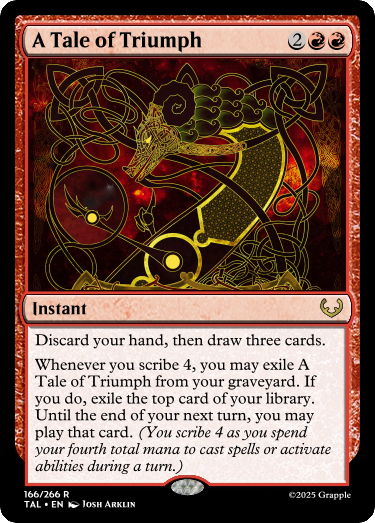 A Tale of Triumph 2
Instant
Discard your hand, then draw three cards.
Whenever you scribe 4, you may exile A
Tale of Triumph from your graveyard. If
you do, exile the top card of your library.
Until the end of your next turn, you may
play that card. (You scribe 4 as you spend
your fourth total mana to cast spells or activate
abilities during a turn.)
166/266 R
TAL • EN Josh Arklin ©2025 Grapple